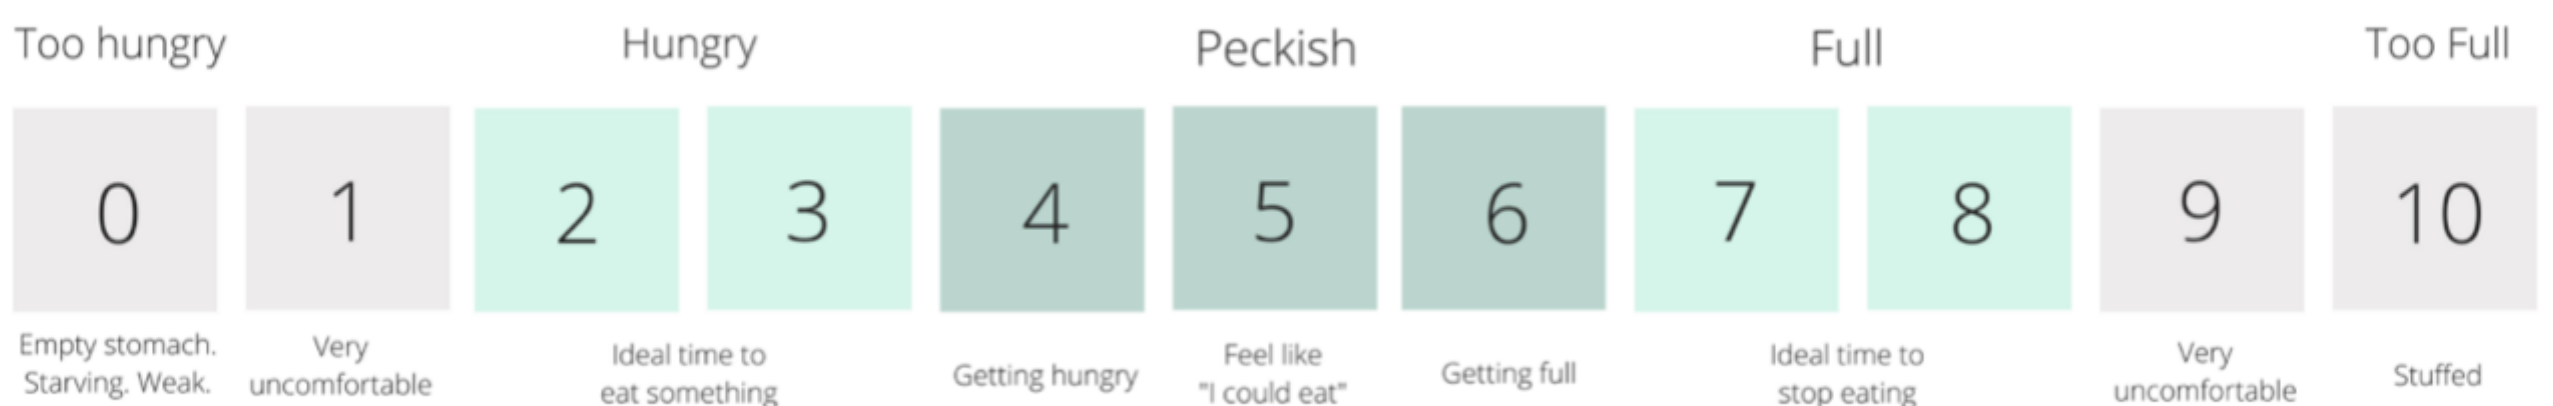 Too hungry
Hungry
Peckish
Full
Too Full
0
1
2
3
4
5
6
7
8
9
10
Empty stomach.
Starving. Weak.
Very
uncomfortable
Ideal time to
eat something
Getting hungry
Feel like
"I could eat"
Getting full
Ideal time to
stop eating
Very
uncomfortable
Stuffed